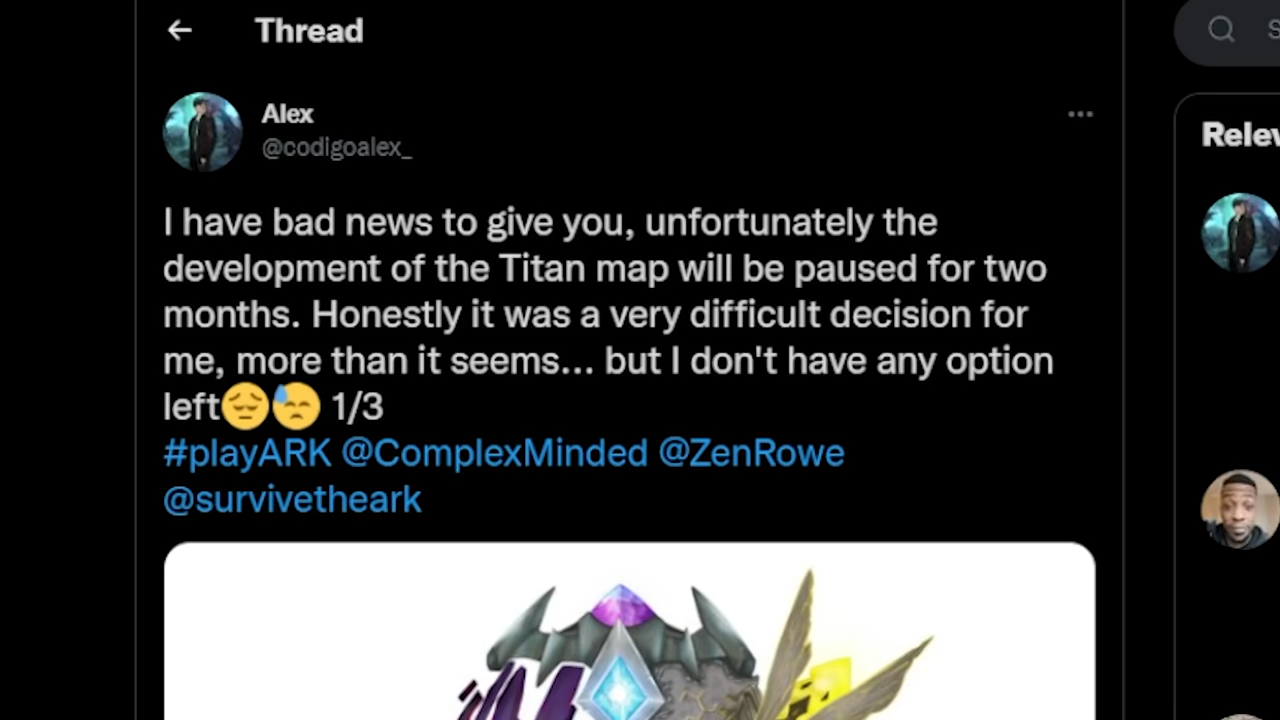 Thread
Alex
@codigoalex_
I have bad news to give you, unfortunately the
development of the Titan map will be paused for two
months. Honestly it was a very difficult decision for
me, more than it seems... but I don't have any option
left😔😓 1/3
#playARK @ComplexMinded @ZenRowe
@survivetheark